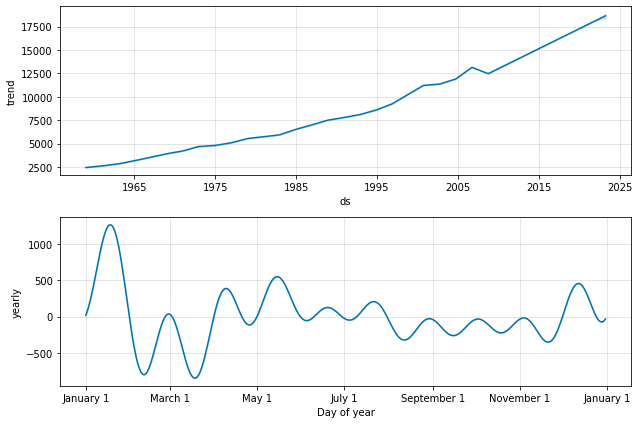 17500
15000
12500
10000
7500
5000
2500
trend
1965 1975 1985 1995 2005 2015 2025
ds
1000
500
0
−500
yearly
January 1 March 1 May 1 July 1 September 1 November 1 January 1
Day of year